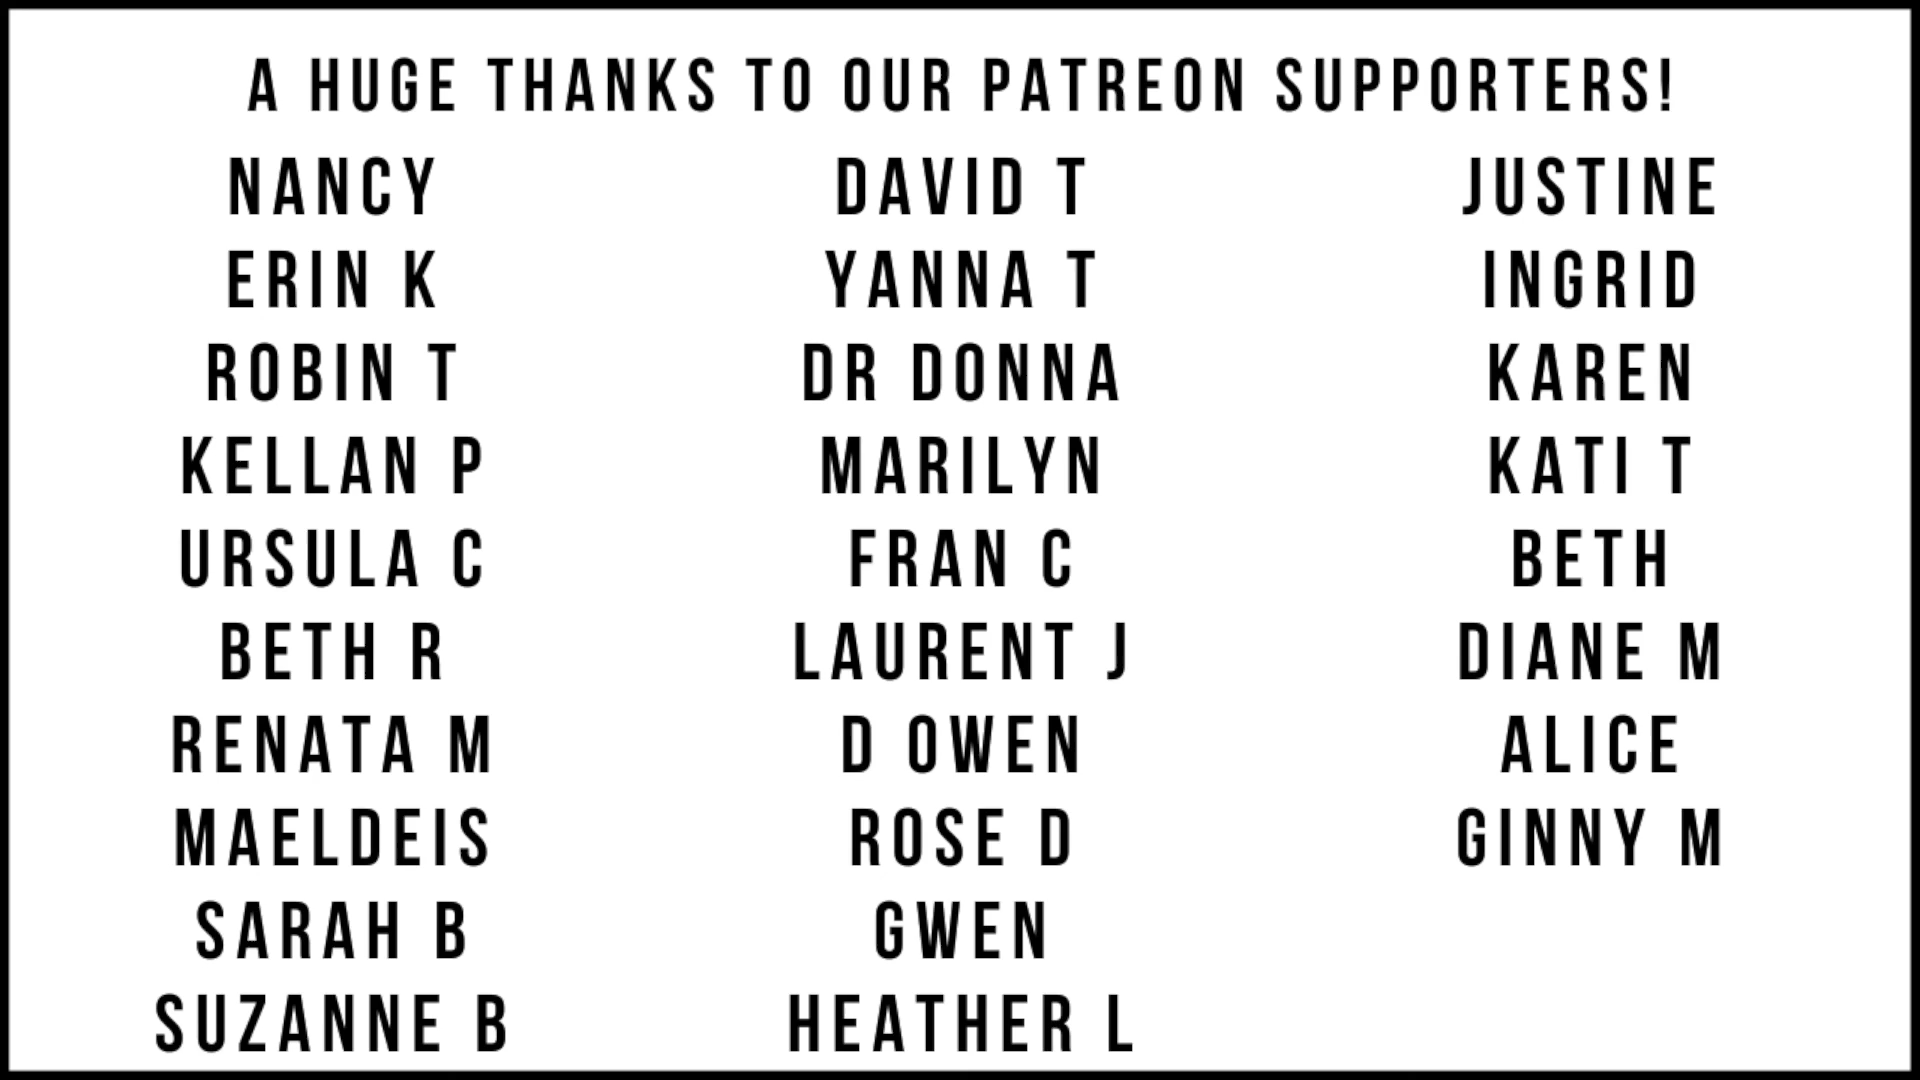 A HUGE THANKS TO OUR PATREON SUPPORTERS!
NANCY
ERIN K
ROBIN T
KELLAN P
URSULA C
BETH R
RENATA M
MAELDEIS
SARAH B
SUZANNE B
DAVID T
YANNA T
DR DONNA
MARILYN
FRAN C
LAURENT J
D OWEN
ROSE D
GWEN
HEATHER L
JUSTINE
INGRID
KAREN
KATI T
BETH
DIANE M
ALICE
GINNY M